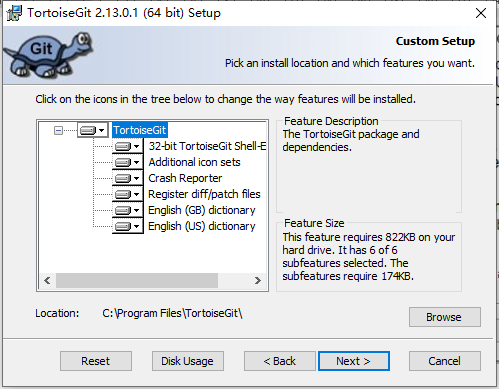 TortoiseGit 2.13.0.1 (64 bit) Setup
Git
Custom Setup
Pick an install location and which features you want.
Click on the icons in the tree below to change the way features will be installed.
TortoiseGit
32-bit TortoiseGit Shell-E
Additional icon sets
Crash Reporter
Register diff/patch files
English (GB) dictionary
English (US) dictionary
Feature Description
The TortoiseGit package and
dependencies.
Feature Size
This feature requires 822KB on your
hard drive. It has 6 of 6
subfeatures selected. The
subfeatures require 174KB.
Location: C:\Program Files\TortoiseGit\
Browse
Reset Disk Usage < Back Next > Cancel